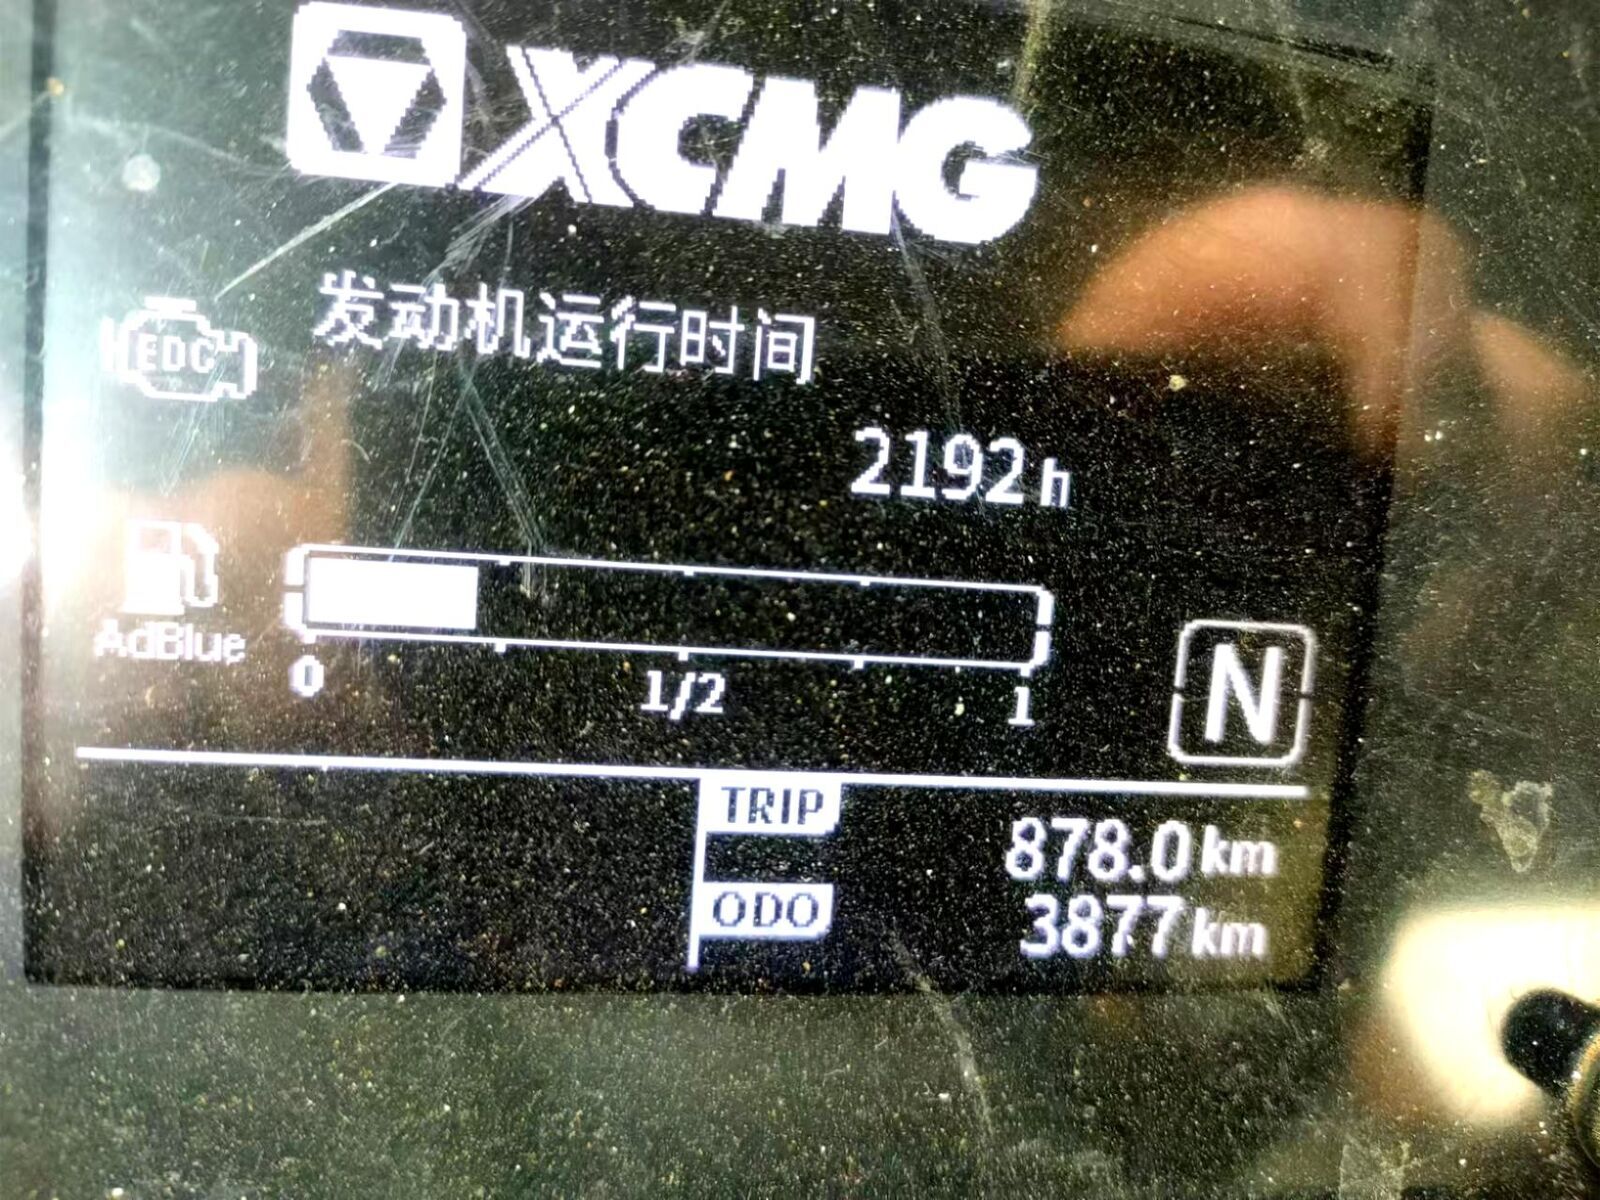 XCMG
发动机运行时间
EDC
2192h
AdBlue
0 1/2 1
N
TRIP 878.0km
ODO 3877km